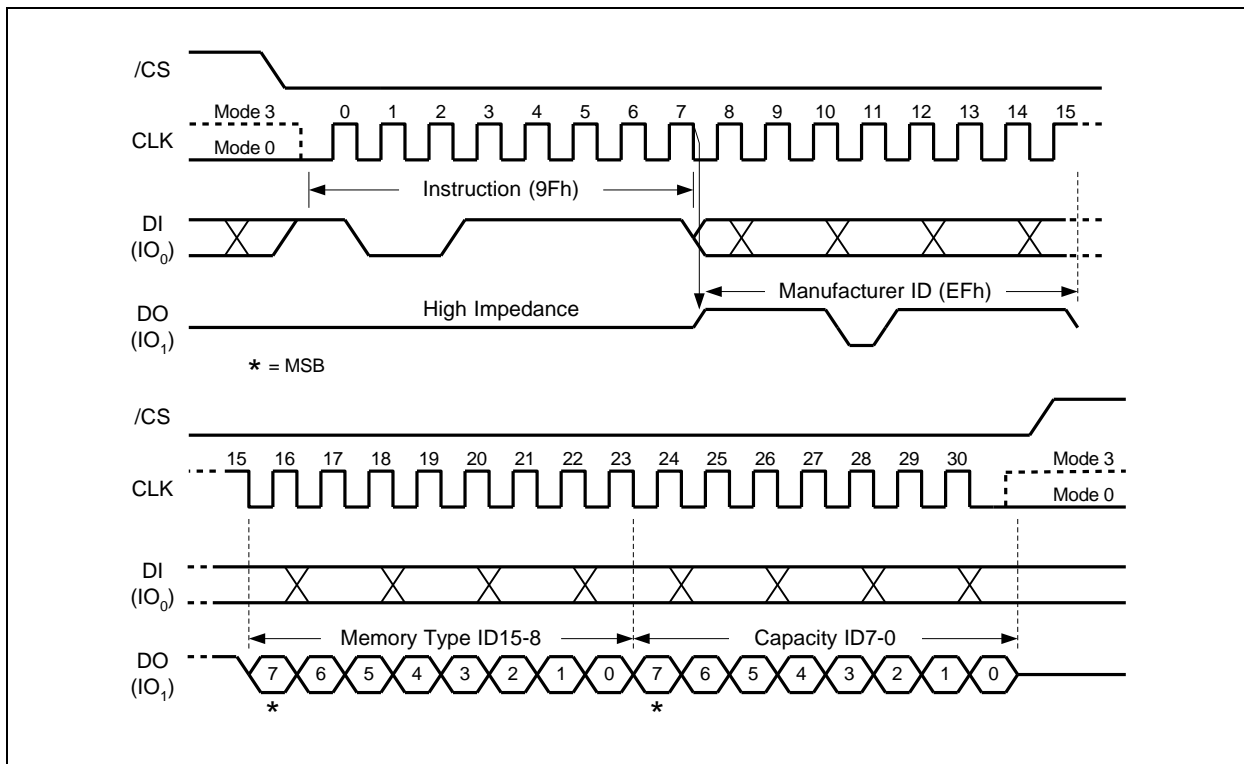 /CS
Mode 3 0 1 2 3 4 5 6 7 8 9 10 11 12 13 14 15
CLK
Mode 0
Instruction (9Fh)
DI
(IO0)
Manufacturer ID (EFh)
High Impedance
DO
(IO1)
* = MSB
/CS
15 16 17 18 19 20 21 22 23 24 25 26 27 28 29 30 Mode 3
CLK
Mode 0
DI
(IO0)
Memory Type ID15-8 Capacity ID7-0
DO
(IO1)
7 6 5 4 3 2 1 0 7 6 5 4 3 2 1 0
* *